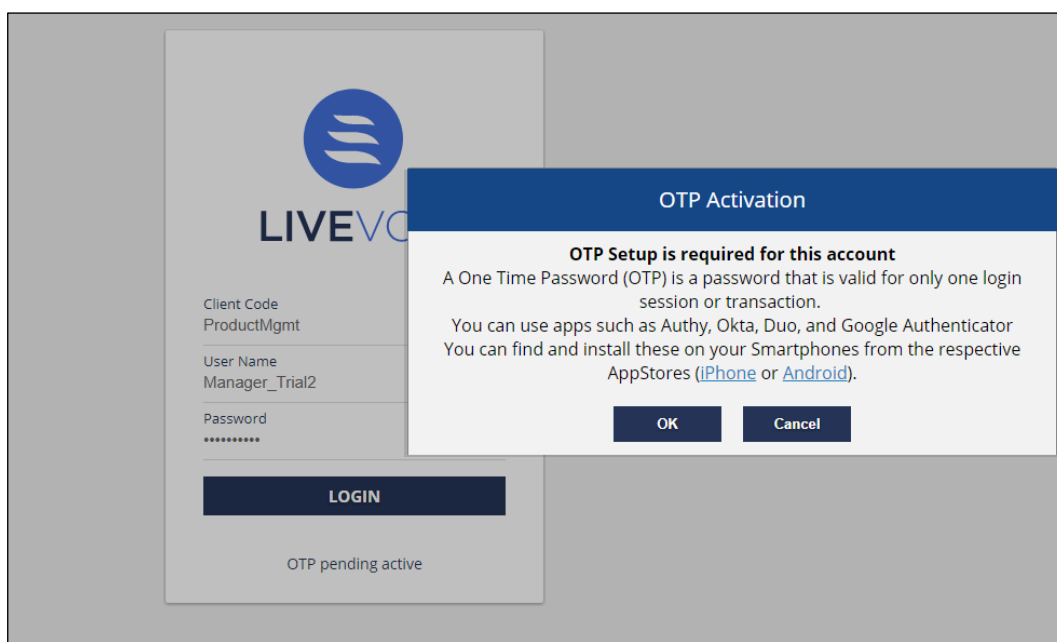 LIVEVO
Client Code
ProductMgmt
User Name
Manager_Trial2
Password
••••••••••
LOGIN
OTP pending active
OTP Activation
OTP Setup is required for this account
A One Time Password (OTP) is a password that is valid for only one login
session or transaction.
You can use apps such as Authy, Okta, Duo, and Google Authenticator
You can find and install these on your Smartphones from the respective
AppStores (iPhone or Android).
OK
Cancel